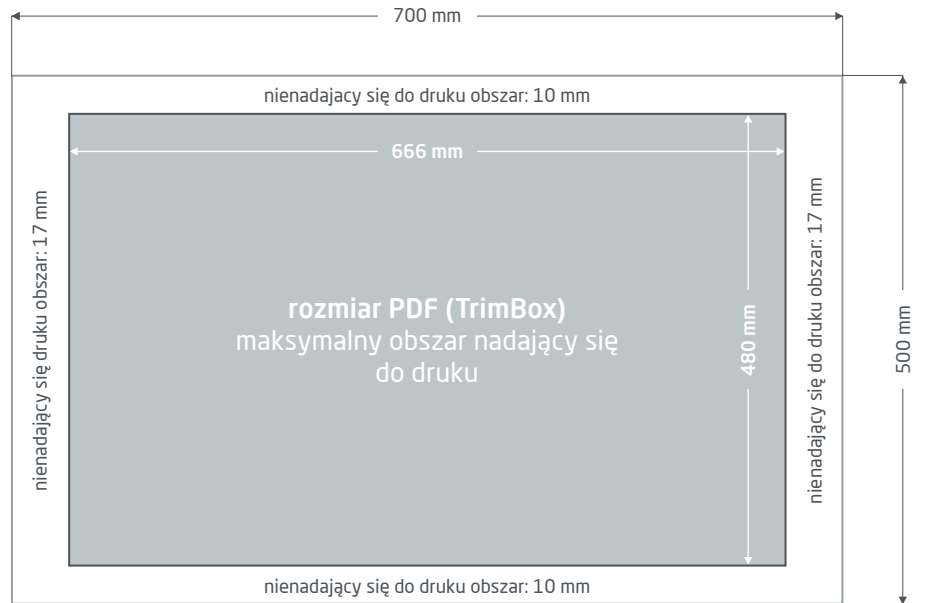 700 mm
nienadajacy się do druku obszar: 10 mm
666 mm
nienadający się druku obszar: 17 mm
rozmiar PDF (TrimBox)
maksymalny obszar nadający się
do druku
480 mm
nienadający się do druku obszar: 17 mm
500 mm
nienadający się do druku obszar: 10 mm